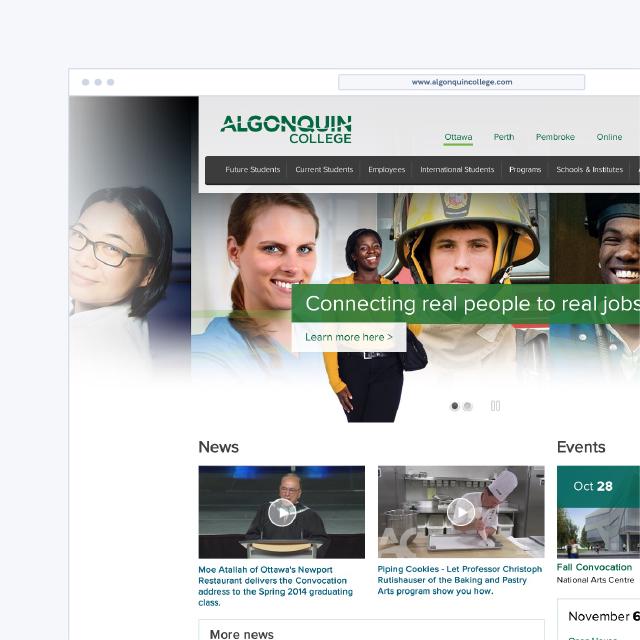 www.algonquincollege.com
ALGONQUIN
COLLEGE
Ottawa Perth Pembroke Online
Future Students Current Students Employees International Students Programs Schools & Institutes
Connecting real people to real jobs
Learn more here >
News
Events
Oct 28
AC
Moe Atallah of Ottawa's Newport
Restaurant delivers the Convocation
address to the Spring 2014 graduating
class.
Piping Cookies - Let Professor Christoph
Rutishauser of the Baking and Pastry
Arts program show you how.
Fall Convocation
National Arts Centre
More news
November 6